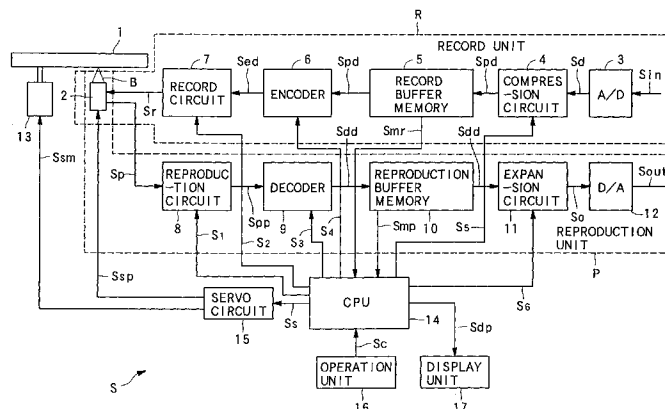 R
RECORD UNIT
1
B
13
2
7
RECORD
CIRCUIT
Sed
6
ENCODER
Spd
5
RECORD
BUFFER
MEMORY
Spd
4
COMPRES
-SION
CIRCUIT
Sd
3
A/D
Sin
Sr
Smr
Ssm
Sp
REPRODUC
-TION
CIRCUIT
8
Spp
DECODER
9
Sdd
REPRODUCTION
BUFFER
MEMORY
10
Sdd
EXPAN
-SION
CIRCUIT
11
So
D/A
12
Sout
REPRODUCTION
UNIT
P
S1
S2
S3
S4
Smp
S5
S6
Ssp
SERVO
CIRCUIT
15
Ss
CPU
14
Sc
Sdp
OPERATION
UNIT
16
DISPLAY
UNIT
17
S